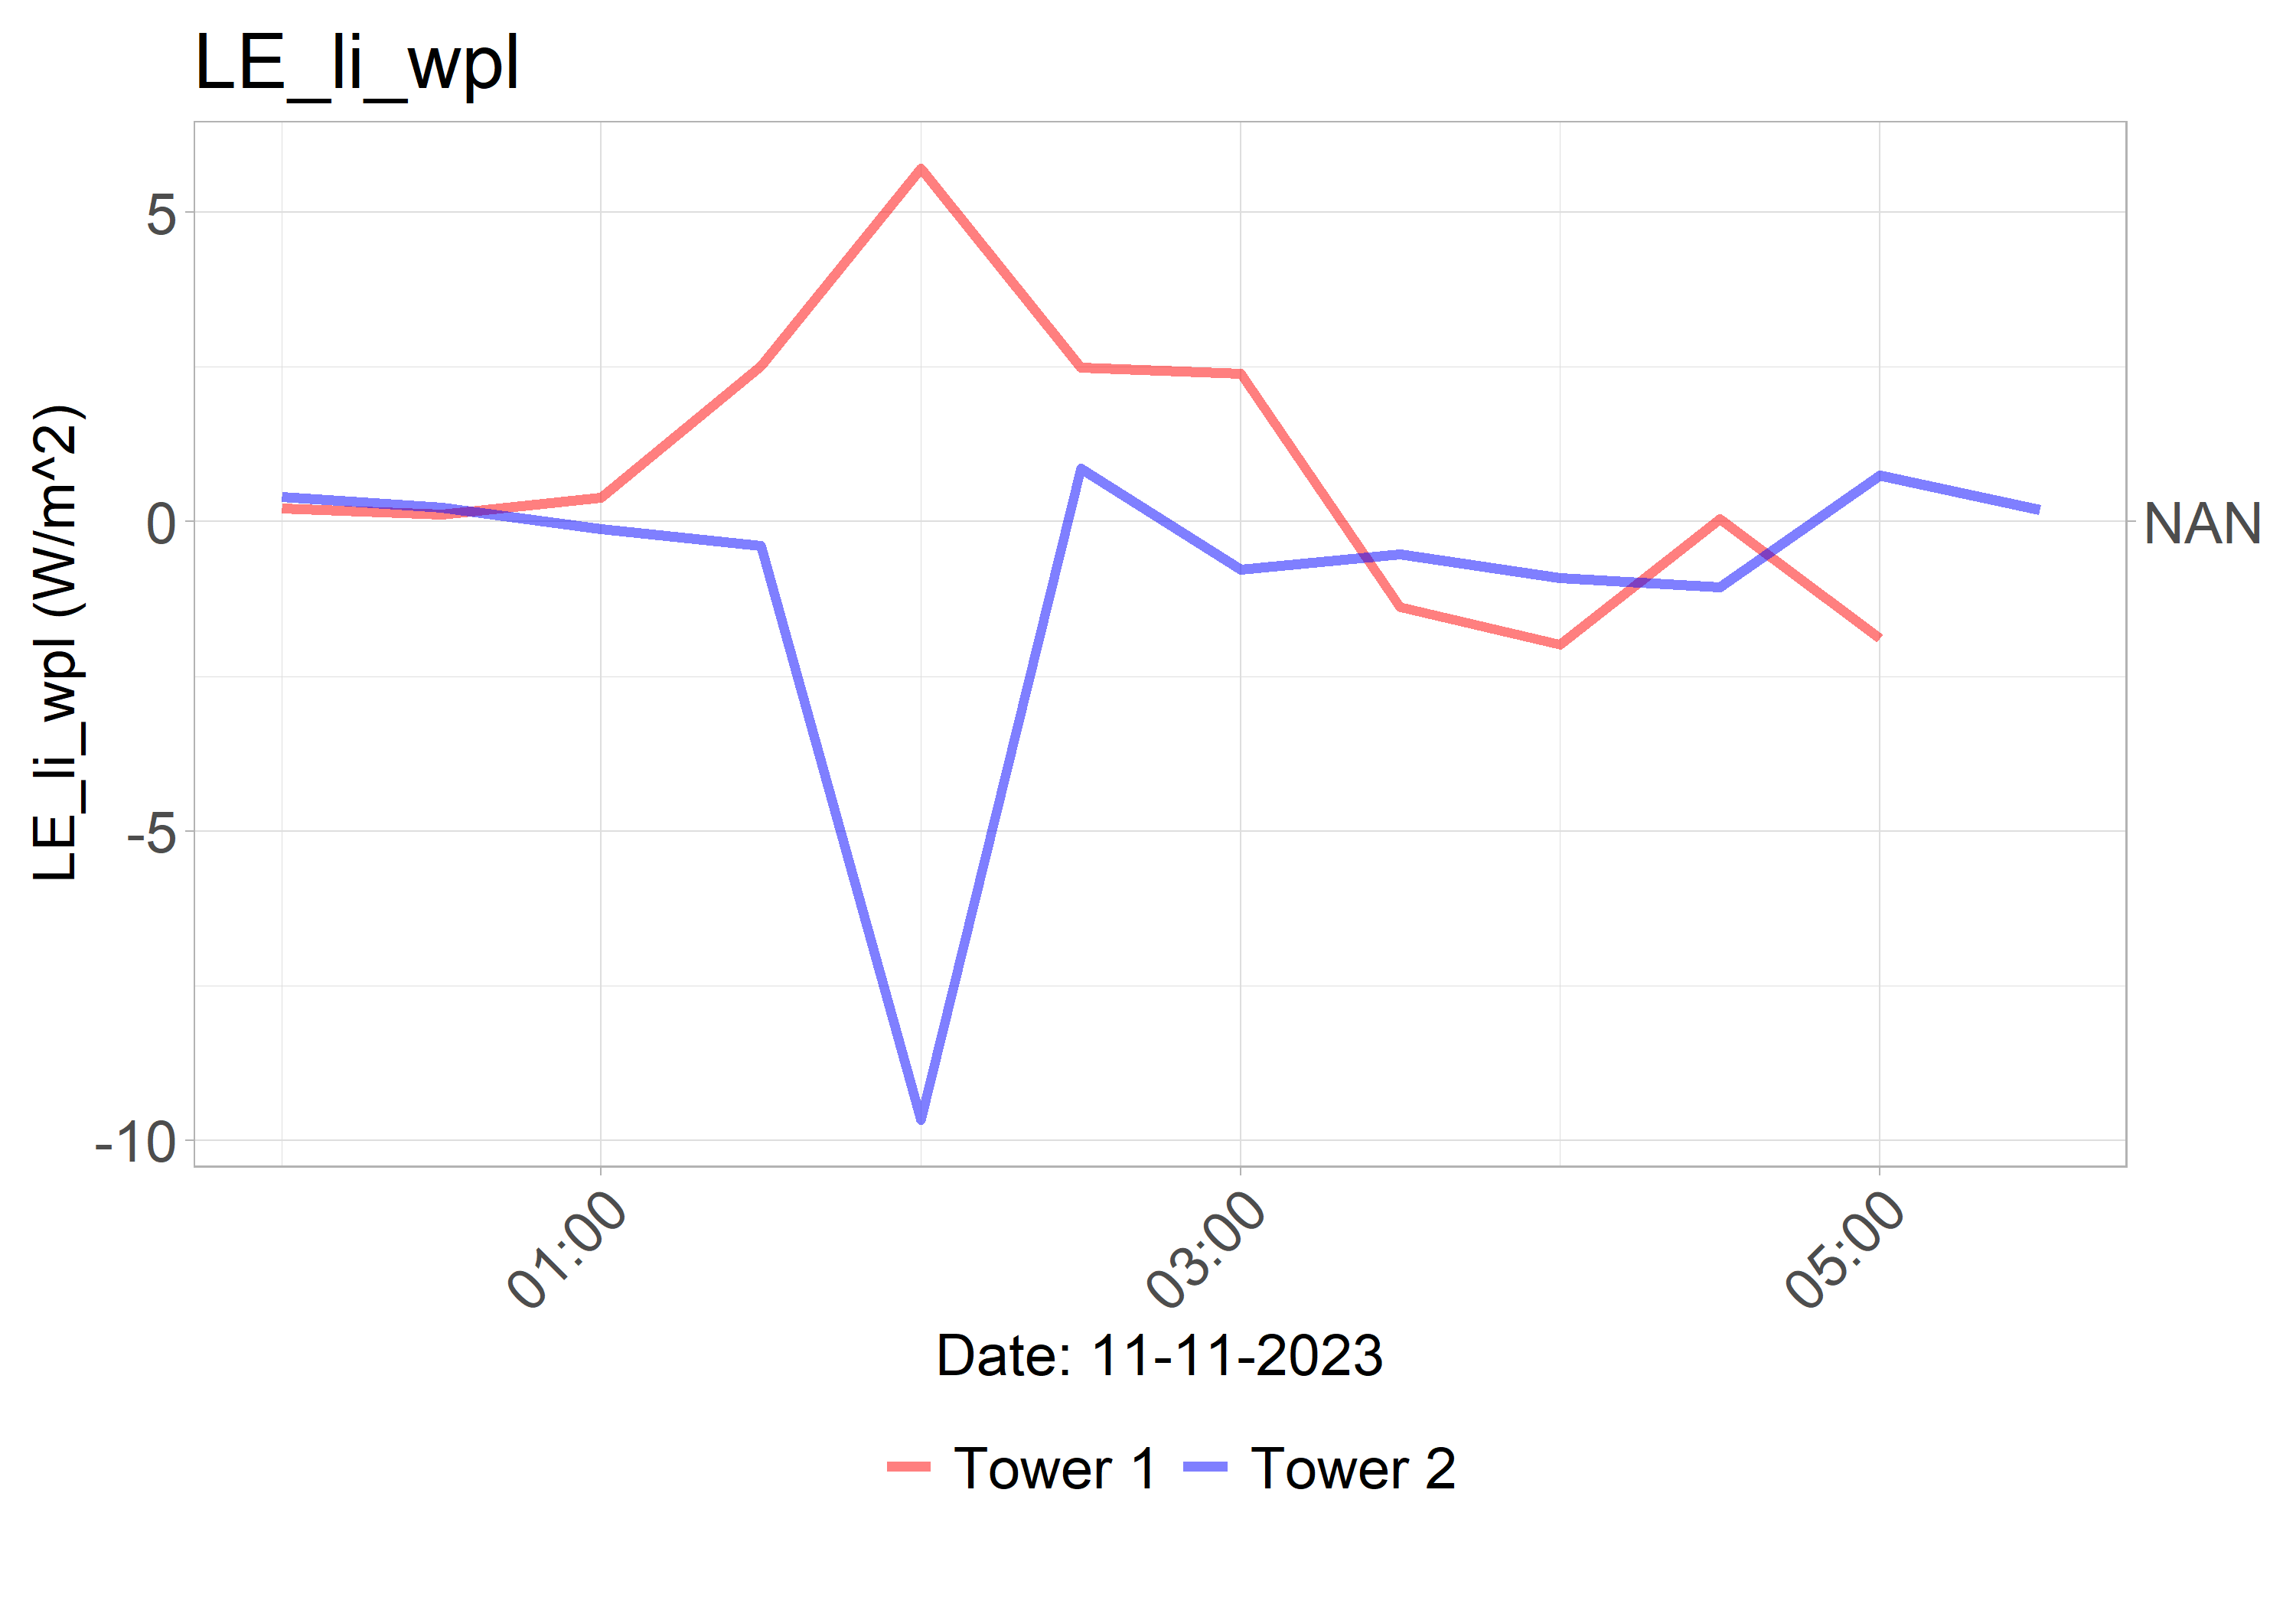 LE_li_wpl
LE_li_wpl (W/m^2)
5
0
-5
-10
NAN
01:00
03:00
05:00
Date: 11-11-2023
Tower 1
Tower 2